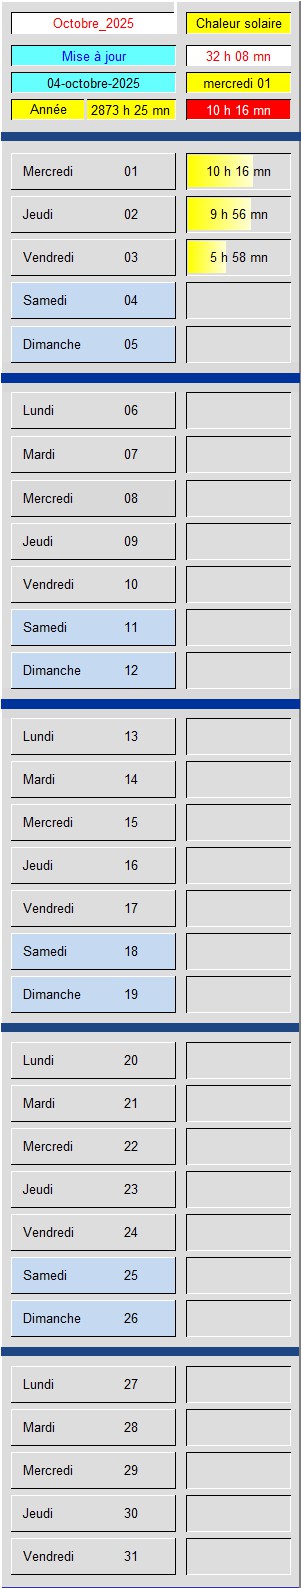 Octobre_2025 Chaleur solaire
Mise à jour 32 h 08 mn
04-octobre-2025 mercredi 01
Année 2873 h 25 mn 10 h 16 mn
Mercredi 01 10 h 16 mn
Jeudi 02 9 h 56 mn
Vendredi 03 5 h 58 mn
Samedi 04
Dimanche 05
Lundi 06
Mardi 07
Mercredi 08
Jeudi 09
Vendredi 10
Samedi 11
Dimanche 12
Lundi 13
Mardi 14
Mercredi 15
Jeudi 16
Vendredi 17
Samedi 18
Dimanche 19
Lundi 20
Mardi 21
Mercredi 22
Jeudi 23
Vendredi 24
Samedi 25
Dimanche 26
Lundi 27
Mardi 28
Mercredi 29
Jeudi 30
Vendredi 31